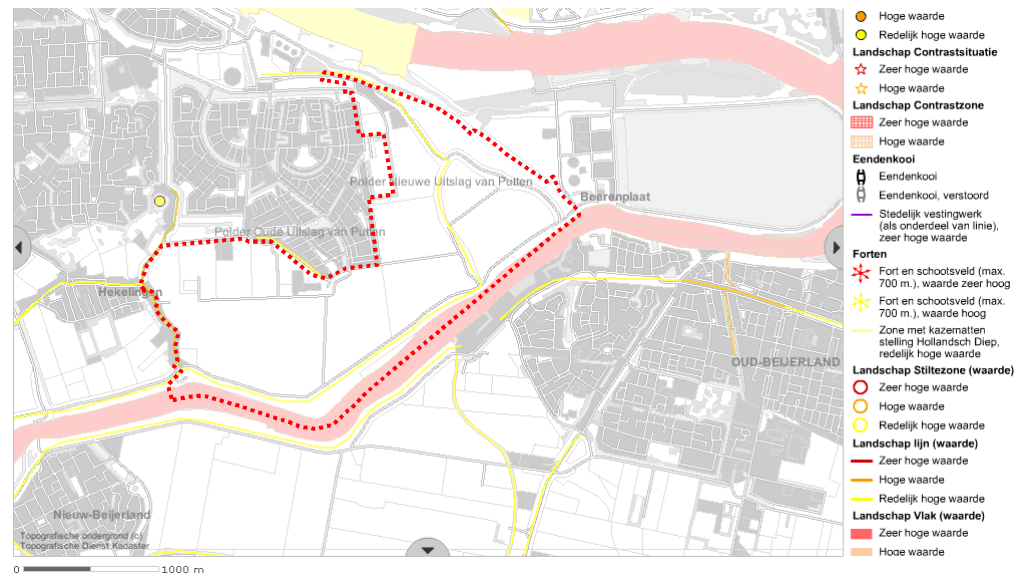 Polder Nieuwe Uitslag van Putten
Beerenplaat
Polder Oude Uitslag van Putten
Hekelingen
OUD-BEIJERLAND
Nieuw-Beijerland
Topografische ondergrond (c)
Topografische Dienst Kadaster
0 1000 m
Hoge waarde
Redelijk hoge waarde
Landschap Contrastsituatie
Zeer hoge waarde
Hoge waarde
Landschap Contrastzone
Zeer hoge waarde
Hoge waarde
Eendenkooi
Eendenkooi
Eendenkooi, verstoord
Stedelijk vestingwerk
(als onderdeel van linie),
zeer hoge waarde
Forten
Fort en schootsveld (max.
700 m.), waarde zeer hoog
Fort en schootsveld (max.
700 m.), waarde hoog
Zone met kazematten
stelling Hollandsch Diep,
redelijk hoge waarde
Landschap Stiltezone (waarde)
Zeer hoge waarde
Hoge waarde
Redelijk hoge waarde
Landschap lijn (waarde)
Zeer hoge waarde
Hoge waarde
Redelijk hoge waarde
Landschap Vlak (waarde)
Zeer hoge waarde
Hoge waarde